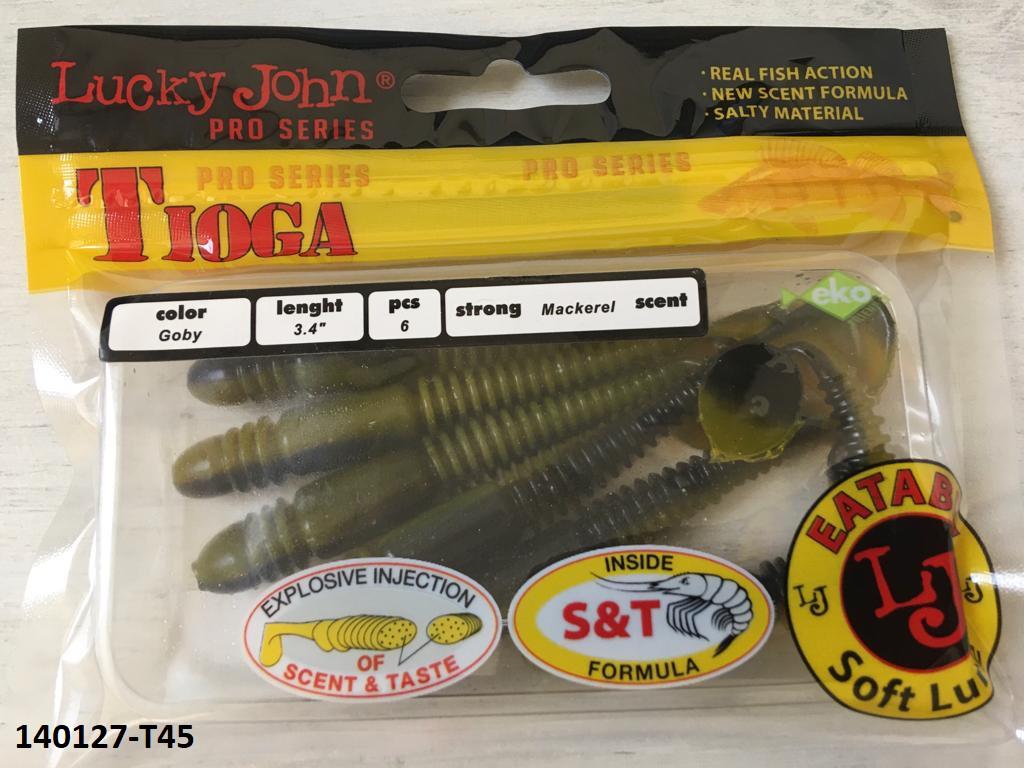 Lucky John®
PRO SERIES
· REAL FISH ACTION
· NEW SCENT FORMULA
· SALTY MATERIAL
PRO SERIES
PRO SERIES
TIOGA
color
Goby
lenght
3.4"
pcs
6
strong Mackerel scent
eko
EXPLOSIVE INJECTION
OF
SCENT & TASTE
INSIDE
S&T
FORMULA
EATAB
LJ
LJ
LJ
Soft Lu
140127-T45